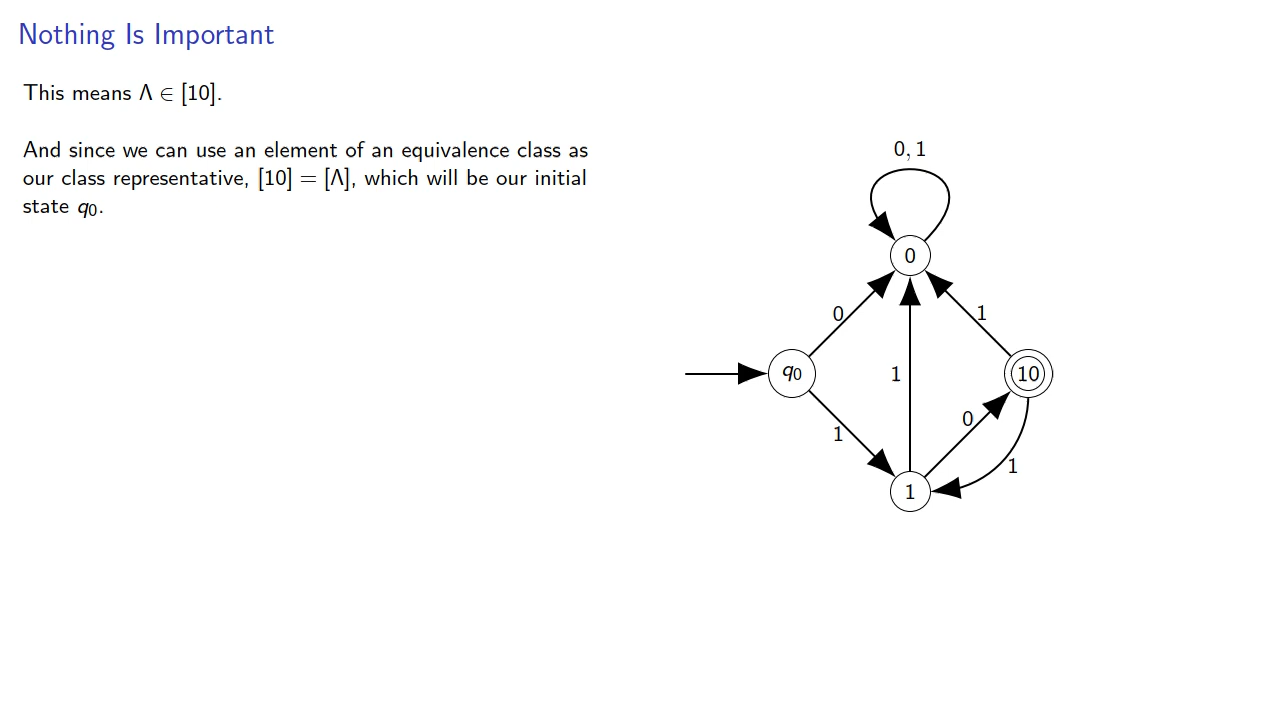 Nothing Is Important
This means Λ ∈ [10].
And since we can use an element of an equivalence class as
our class representative, [10] = [Λ], which will be our initial
state q₀.
0, 1
0
0
1
q₀
1
10
1
0
1
1